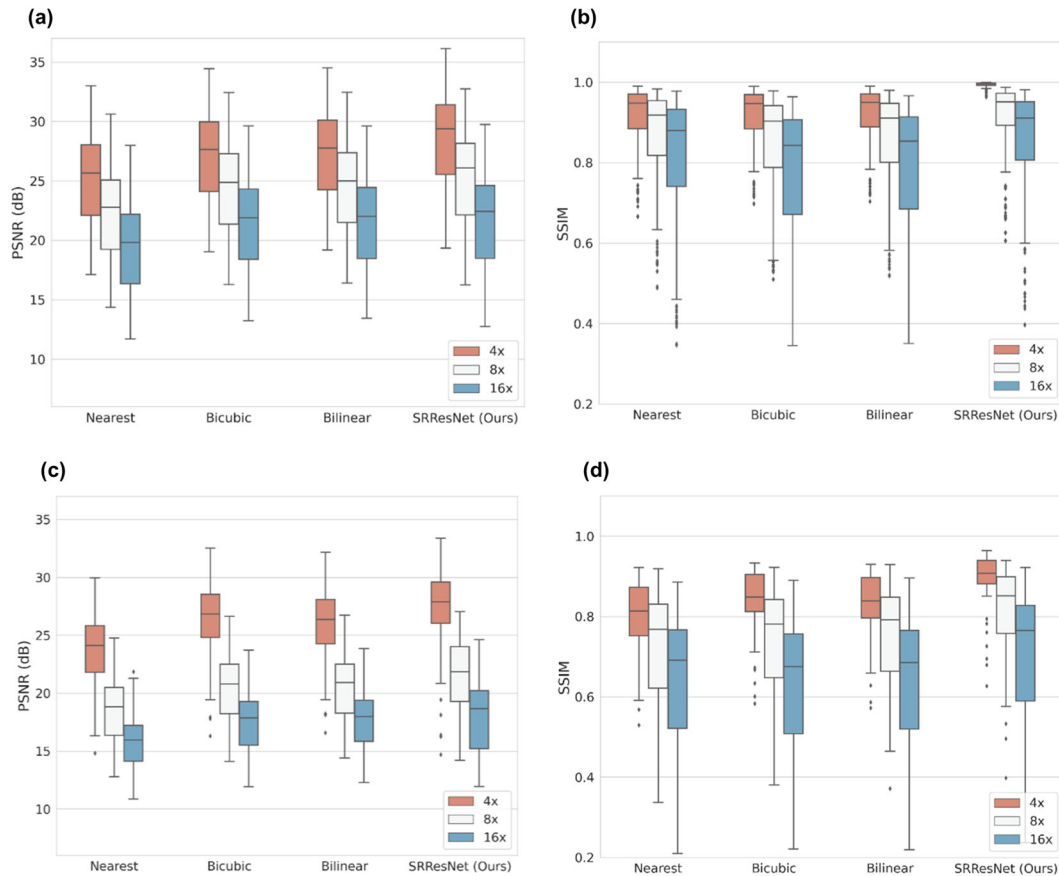 (a)
35
30
25
20
15
10
PSNR (dB)
4x
8x
16x
Nearest Bicubic Bilinear SRResNet (Ours)
(b)
1.0
0.8
0.6
0.4
0.2
SSIM
4x
8x
16x
Nearest Bicubic Bilinear SRResNet (Ours)
(c)
35
30
25
20
15
10
PSNR (dB)
4x
8x
16x
Nearest Bicubic Bilinear SRResNet (Ours)
(d)
1.0
0.8
0.6
0.4
0.2
SSIM
4x
8x
16x
Nearest Bicubic Bilinear SRResNet (Ours)